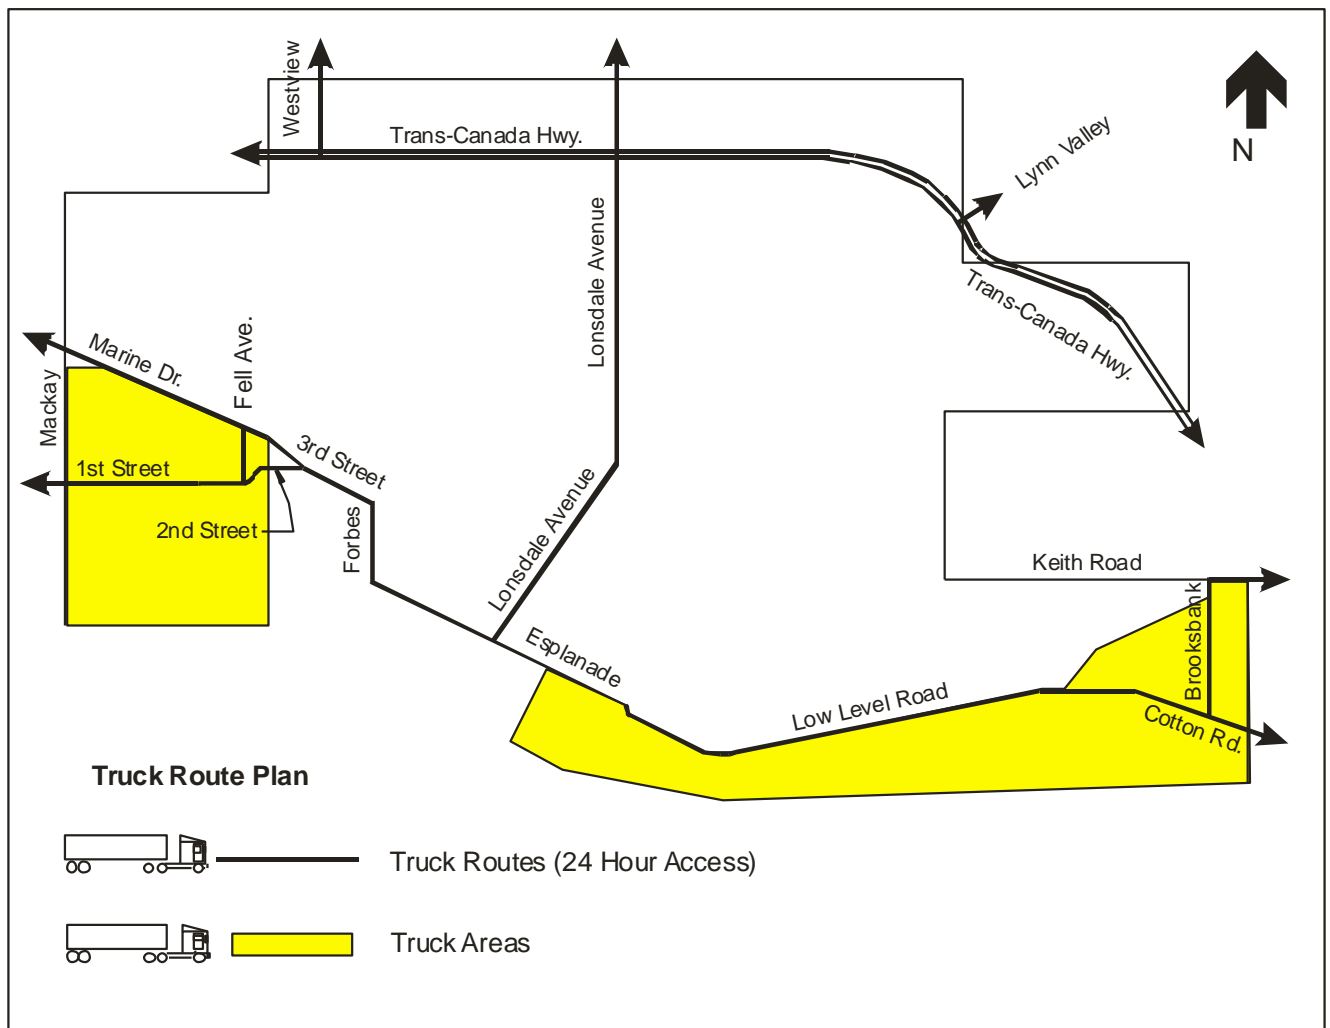 Westview
Trans-Canada Hwy.
Lynn Valley
N
Lonsdale Avenue
Trans-Canada Hwy.
Marine Dr.
Fell Ave.
Mackay
3rd Street
1st Street
2nd Street
Forbes
Lonsdale Avenue
Keith Road
Brooksbank
Esplanade
Low Level Road
Cotton Rd.
Truck Route Plan
Truck Routes (24 Hour Access)
Truck Areas